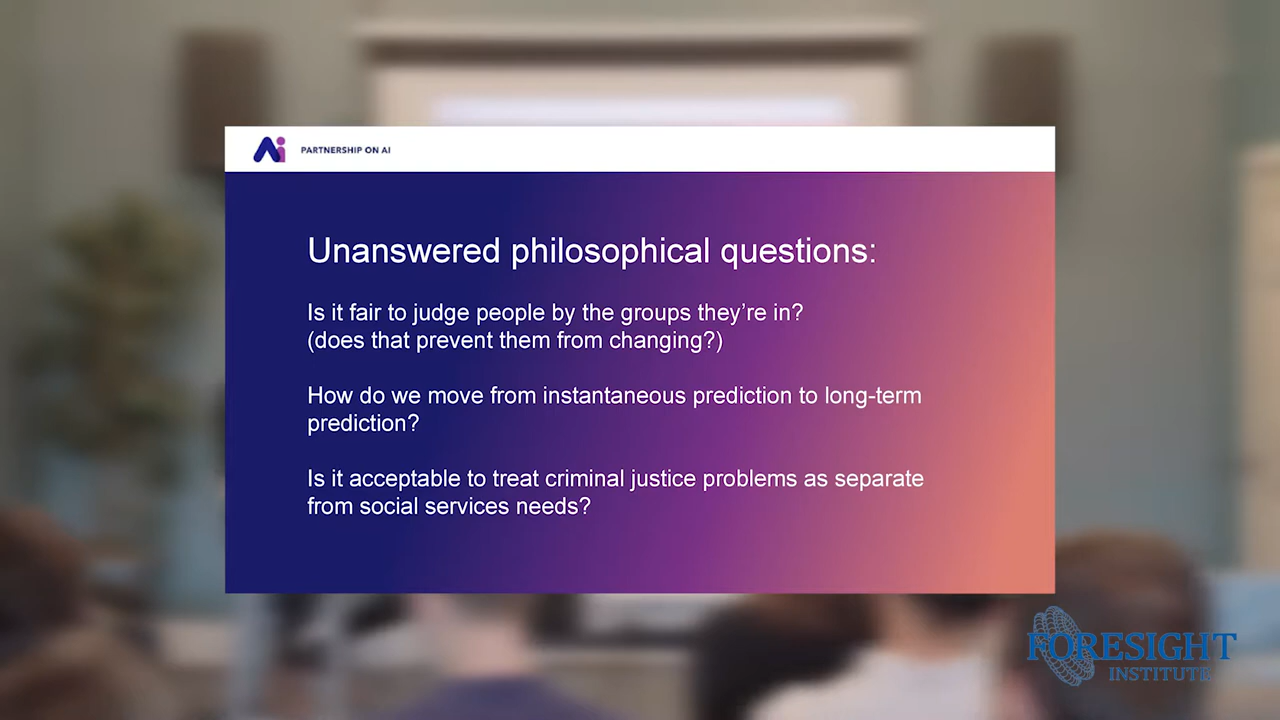 PARTNERSHIP ON AI
Unanswered philosophical questions:
Is it fair to judge people by the groups they’re in?
(does that prevent them from changing?)
How do we move from instantaneous prediction to long-term
prediction?
Is it acceptable to treat criminal justice problems as separate
from social services needs?
FORESIGHT
INSTITUTE